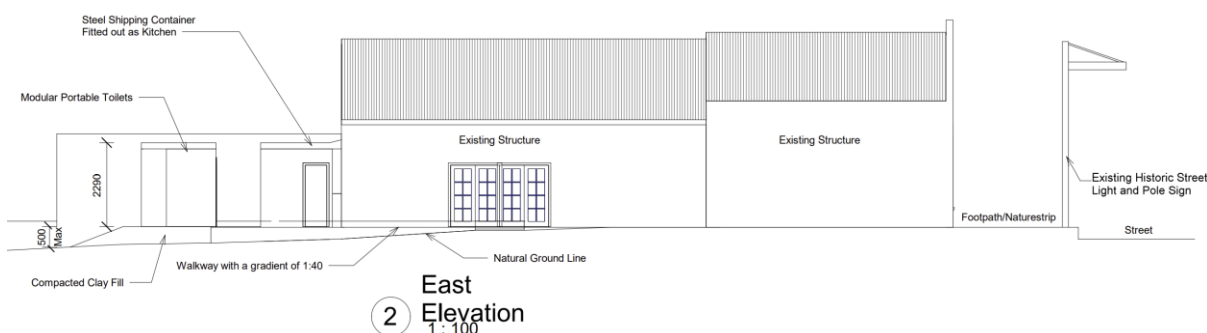 Steel Shipping Container
Fitted out as Kitchen
Modular Portable Toilets
Existing Structure
Existing Structure
2290
Existing Historic Street
Light and Pole Sign
Footpath/Naturestrip
Street
500
Max
Walkway with a gradient of 1:40
Natural Ground Line
Compacted Clay Fill
2
East
Elevation
1 : 100